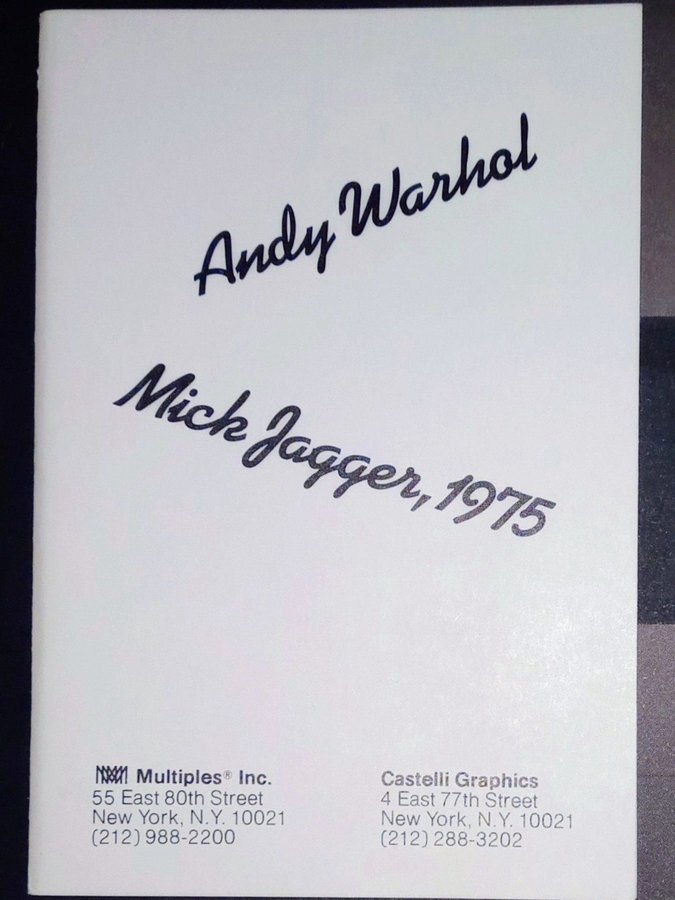 Andy Warhol
Mick Jagger, 1975
Multiples® Inc.
55 East 80th Street
New York, N.Y. 10021
(212) 988-2200
Castelli Graphics
4 East 77th Street
New York, N.Y. 10021
(212) 288-3202